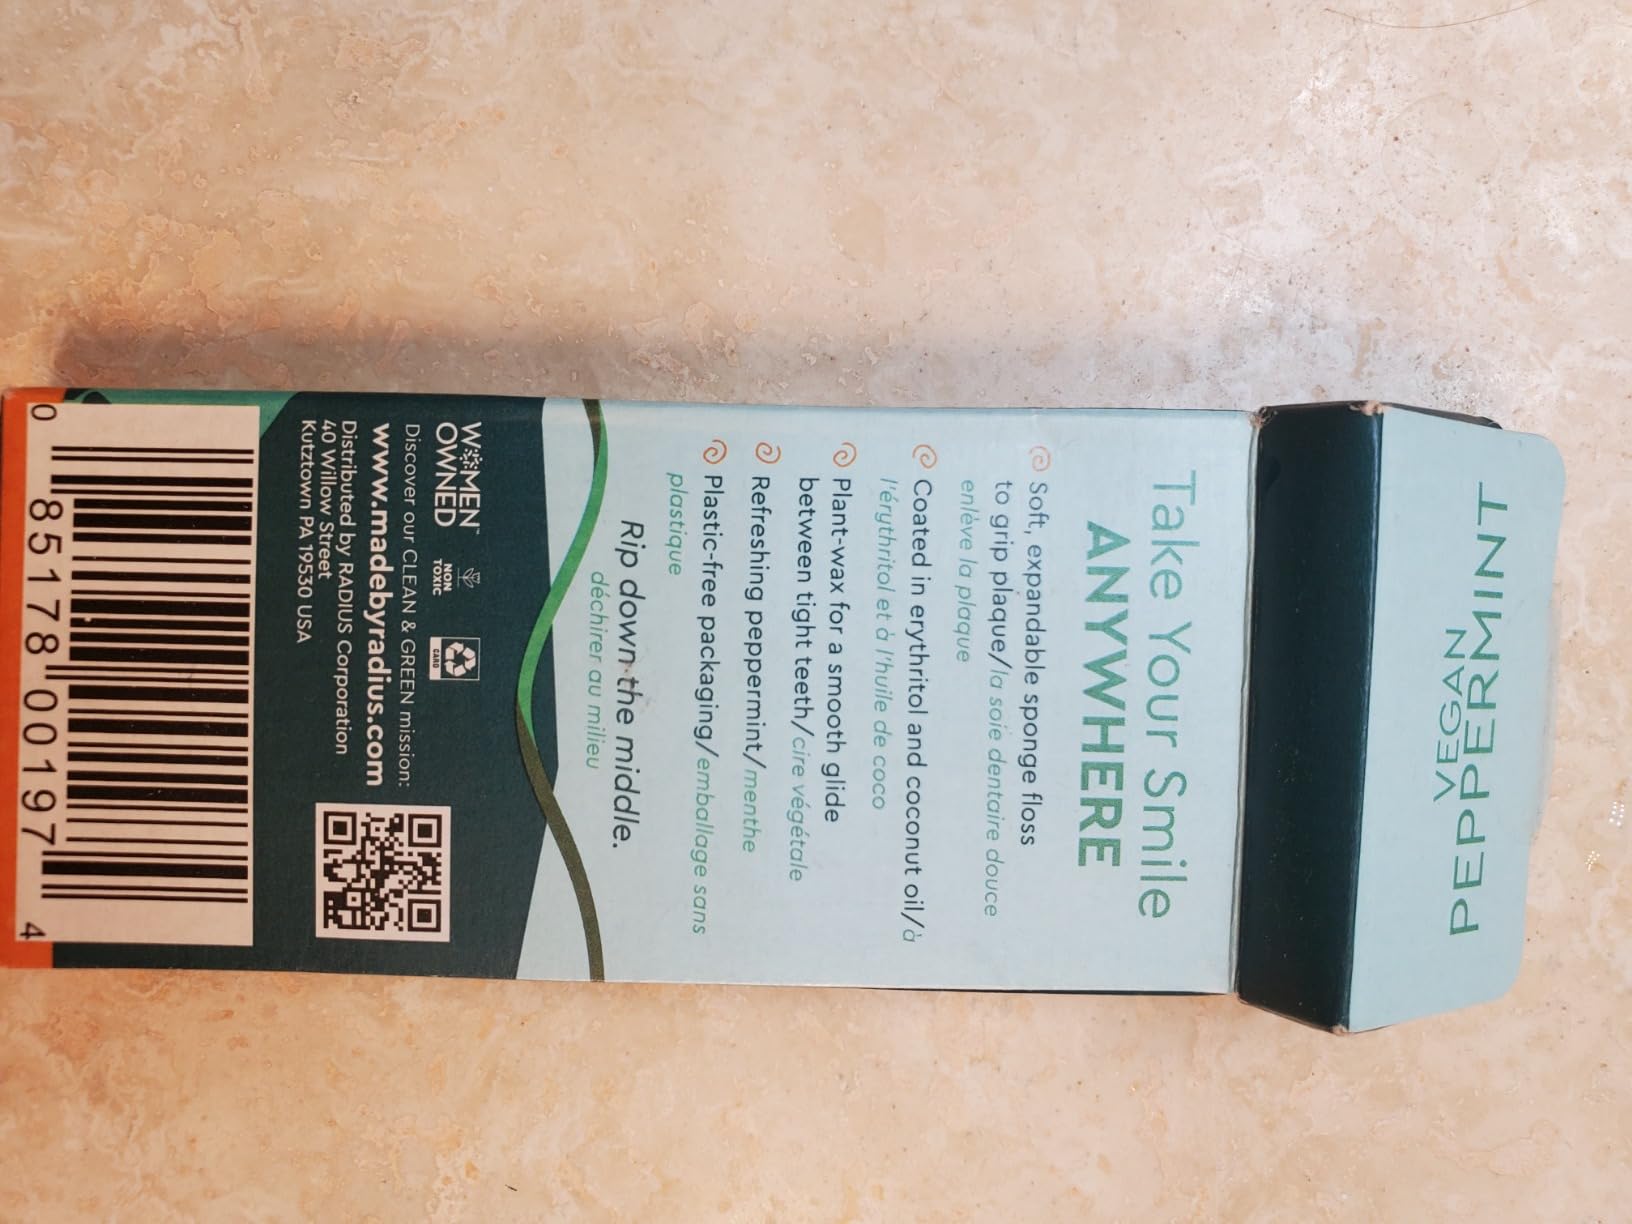 VEGAN
PEPPERMINT
Take Your Smile
ANYWHERE
Soft, expandable sponge floss
to grip plaque/la soie dentaire douce
enlève la plaque
Coated in erythritol and coconut oil/à
l'érythritol et à l'huile de coco
Plant-wax for a smooth glide
between tight teeth/cire végétale
Refreshing peppermint/menthe
Plastic-free packaging/emballage sans
plastique
Rip down the middle.
déchirer au milieu
WOMEN™
OWNED
NON
TOXIC
CARD
Discover our CLEAN & GREEN mission:
www.madebyradius.com
Distributed by RADIUS Corporation
40 Willow Street
Kutztown PA 19530 USA
0 85178 00197 4